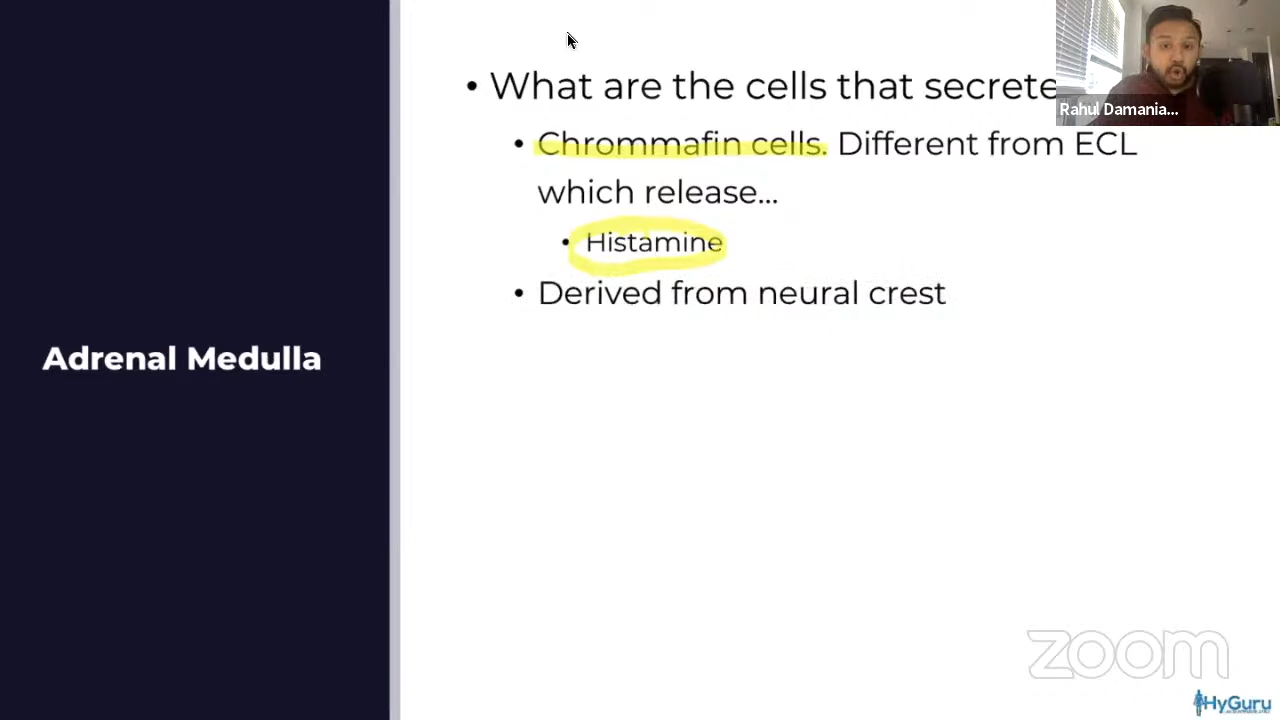 What are the cells that secrete
Rahul Damania...
Chrommafin cells. Different from ECL
which release...
Histamine
Derived from neural crest
Adrenal Medulla
zoom
HyGuru